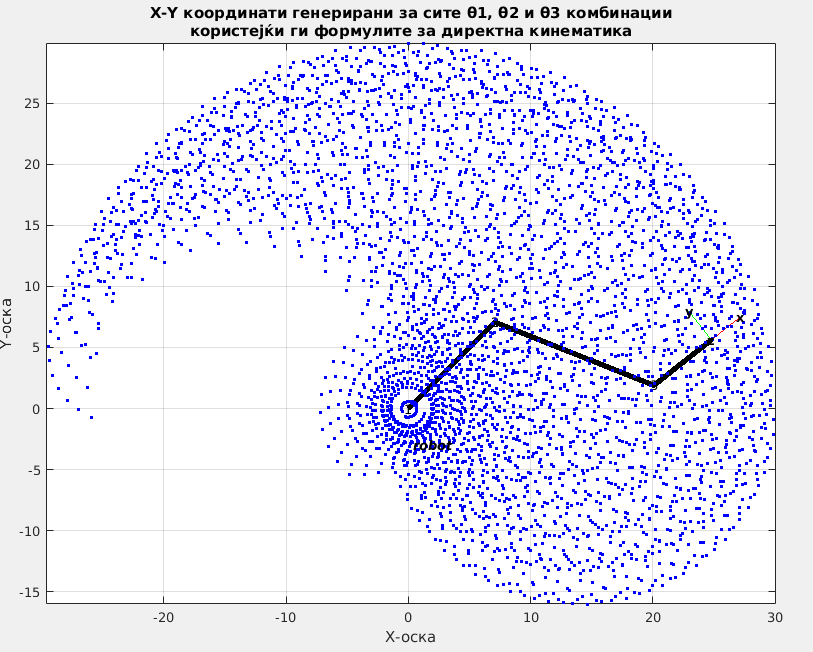 X-Y координати генерирани за сите θ1, θ2 и θ3 комбинации
користејќи ги формулите за директна кинематика
Y-оска
25
20
15
10
5
0
-5
-10
-15
y
x
robot
-20
-10
0
10
20
30
X-оска